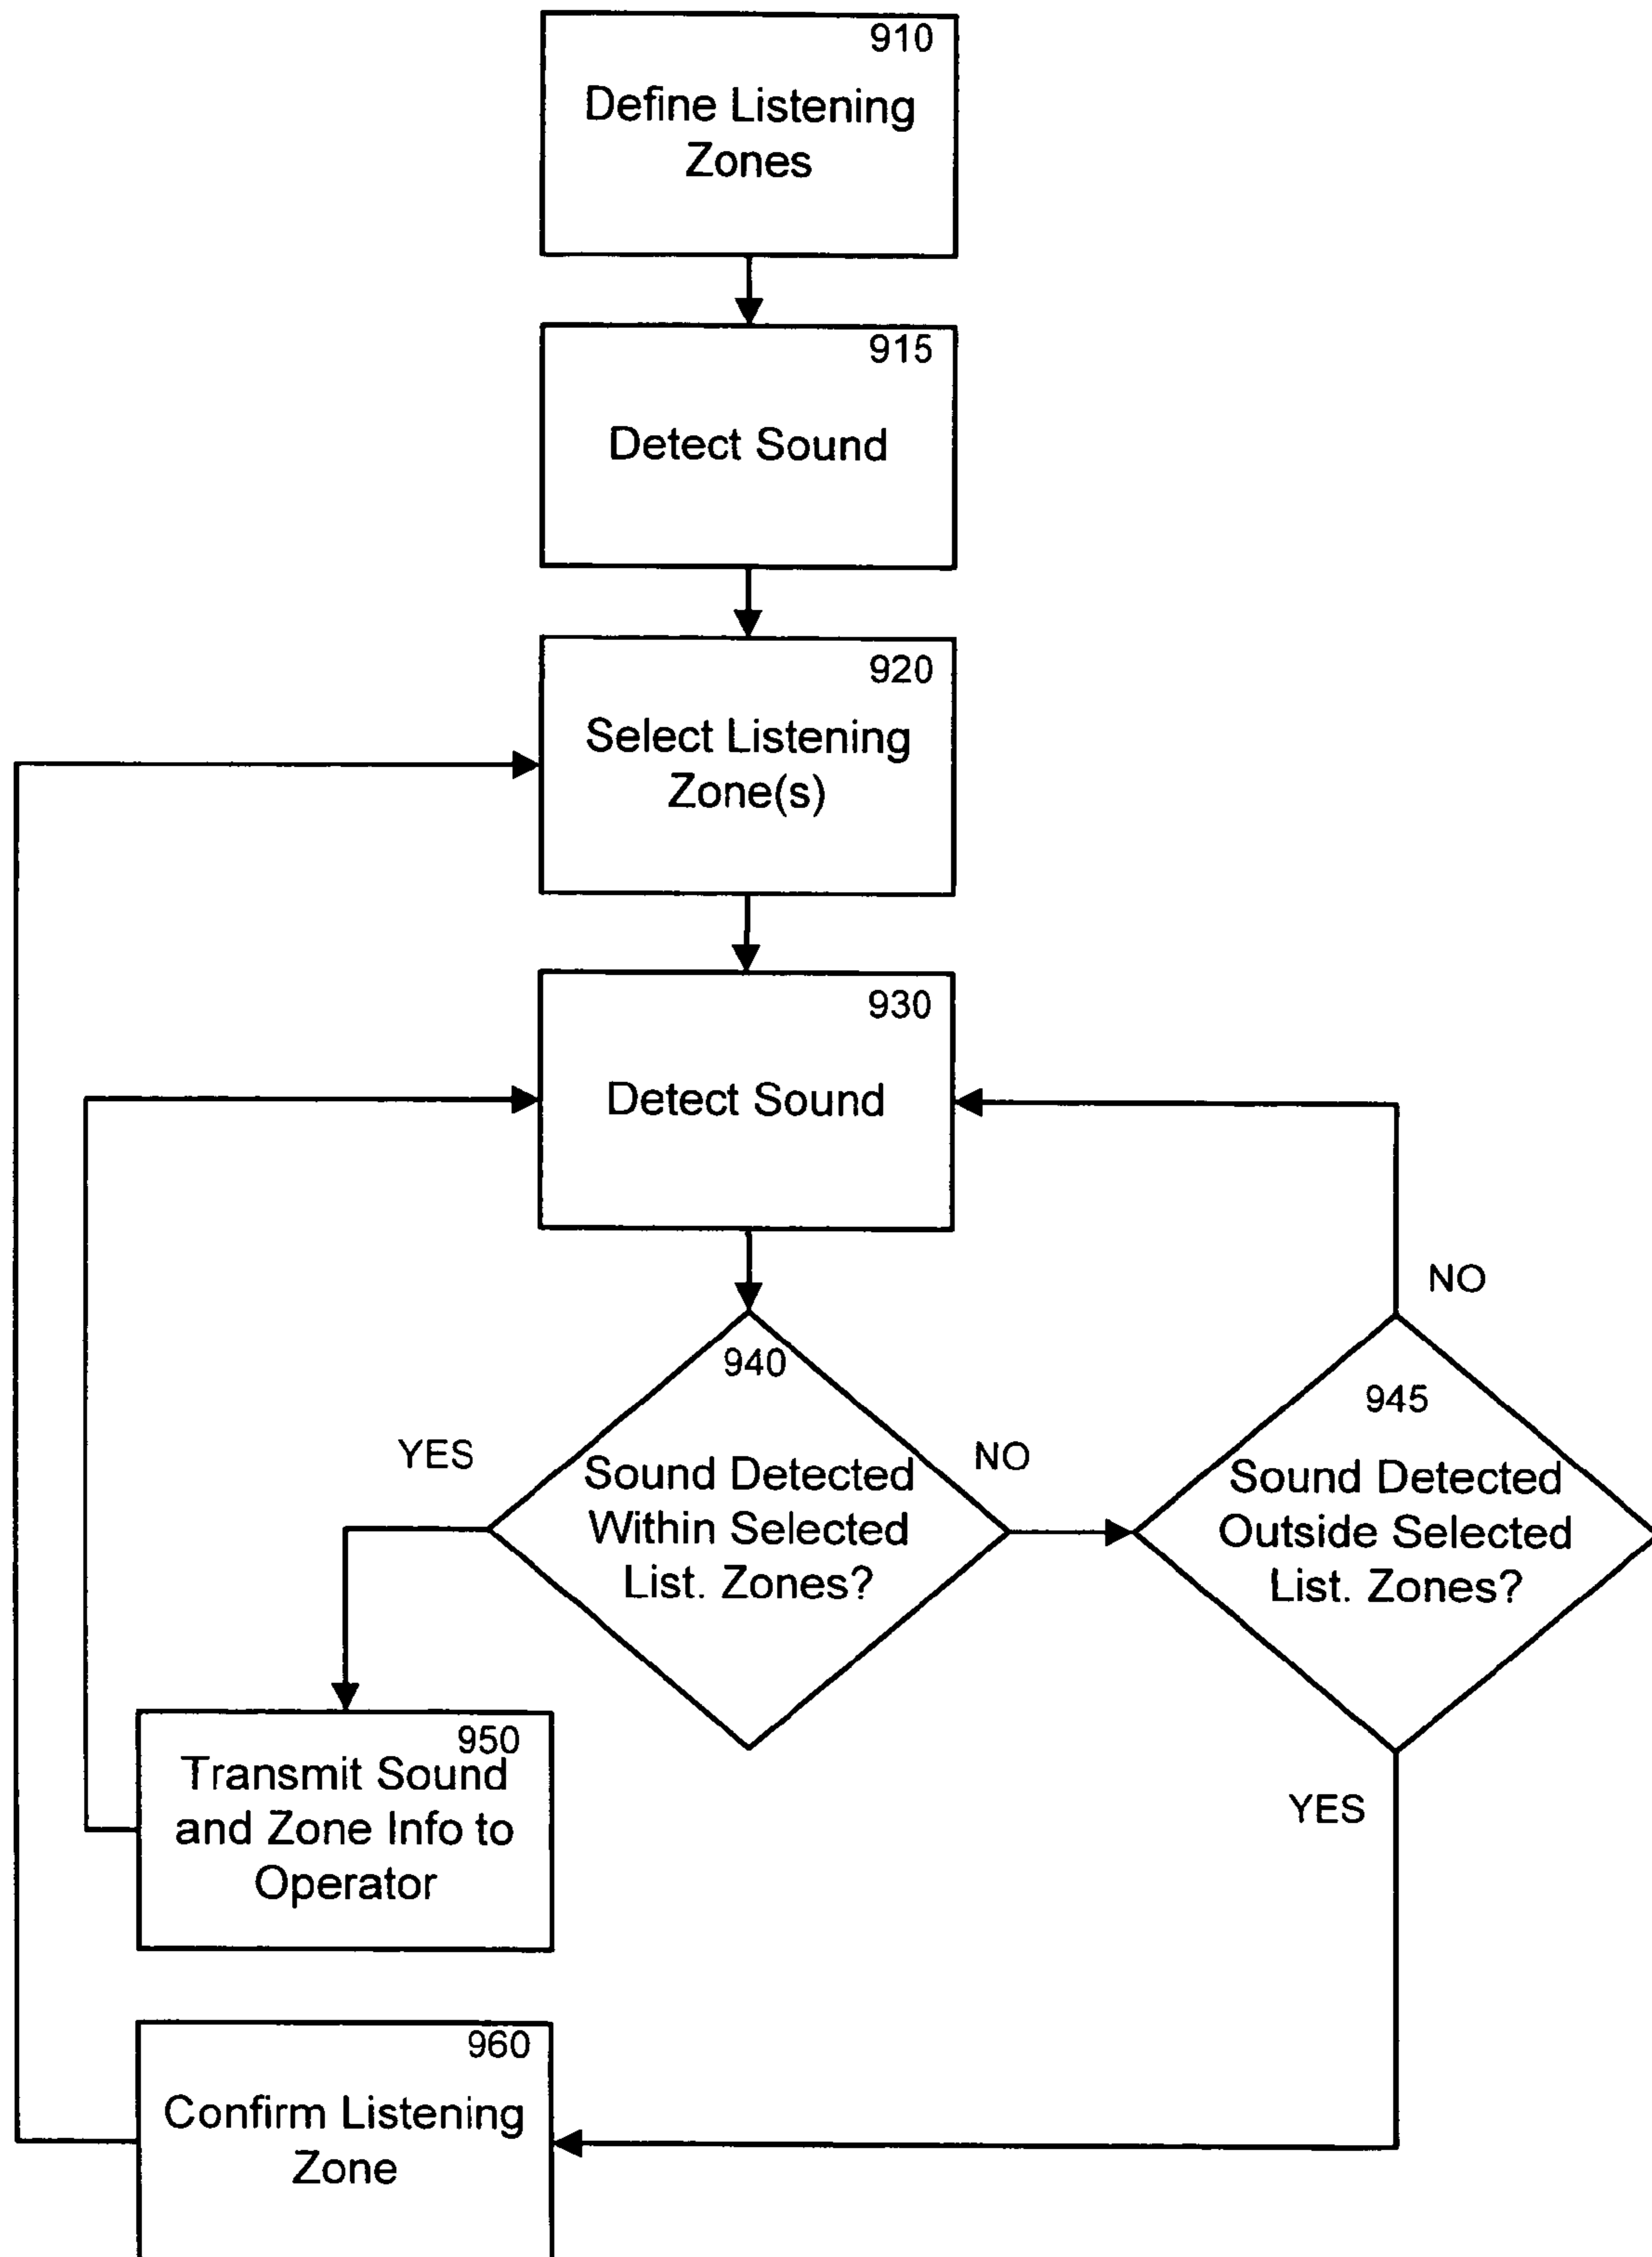 910
Define Listening
Zones
915
Detect Sound
920
Select Listening
Zone(s)
930
Detect Sound
NO
940
945
YES
NO
Sound Detected
Within Selected
List. Zones?
Sound Detected
Outside Selected
List. Zones?
950
Transmit Sound
and Zone Info to
Operator
YES
960
Confirm Listening
Zone